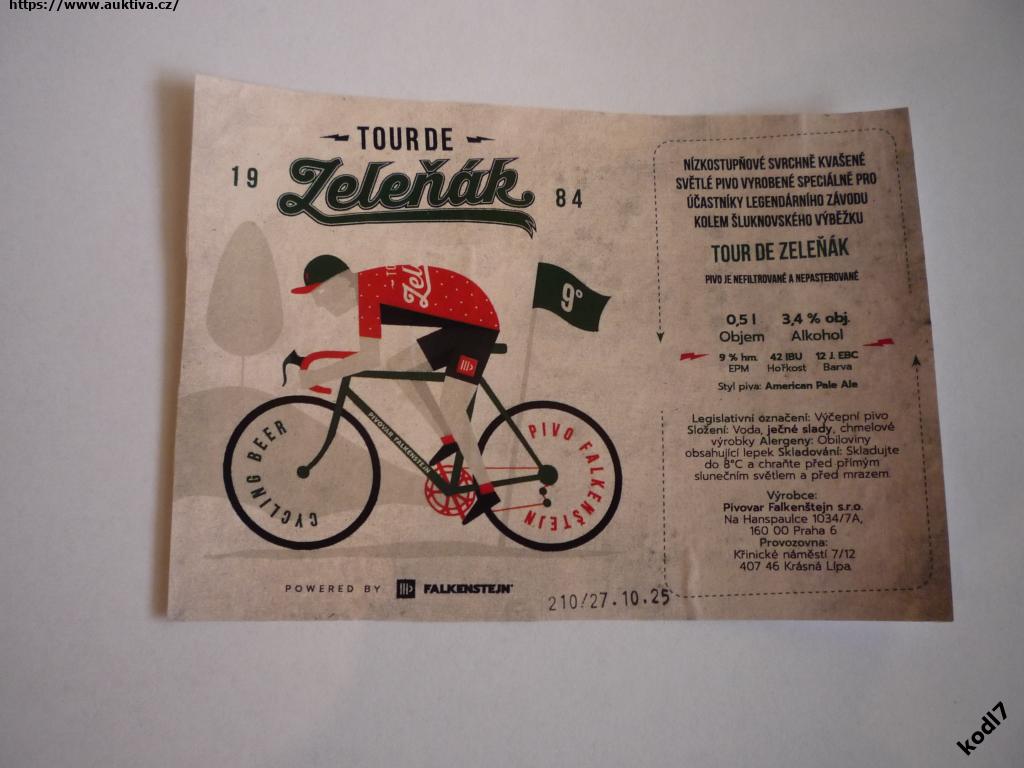 https://www.auktiva.cz/
TOUR DE
19 Zeleňák 84
9°
CYCLING BEER
PIVOVAR FALKENSTEJN
PIVO FALKENŠTEJN
POWERED BY FALKENSTEJN
210/27.10.25
NÍZKOSTUPŇOVÉ SVRCHNĚ KVAŠENÉ
SVĚTLÉ PIVO VYROBENÉ SPECIÁLNĚ PRO
ÚČASTNÍKY LEGENDÁRNÍHO ZÁVODU
KOLEM ŠLUKNOVSKÉHO VÝBĚŽKU
TOUR DE ZELEŇÁK
PIVO JE NEFILTROVANÉ A NEPASTEROVANÉ
0,5 l 3,4 % obj.
Objem Alkohol
9 % hm. 42 IBU 12 J. EBC
EPM Hořkost Barva
Styl piva: American Pale Ale
Legislativní označení: Výčepní pivo
Složení: Voda, ječné slady, chmelové
výrobky Alergeny: Obiloviny
obsahující lepek Skladování: Skladujte
do 8°C a chraňte před přímým
slunečním světlem a před mrazem.
Výrobce:
Pivovar Falkenštejn s.r.o.
Na Hanspaulce 1034/7A,
160 00 Praha 6
Provozovna:
Křinické náměstí 7/12
407 46 Krásná Lípa
kodl7